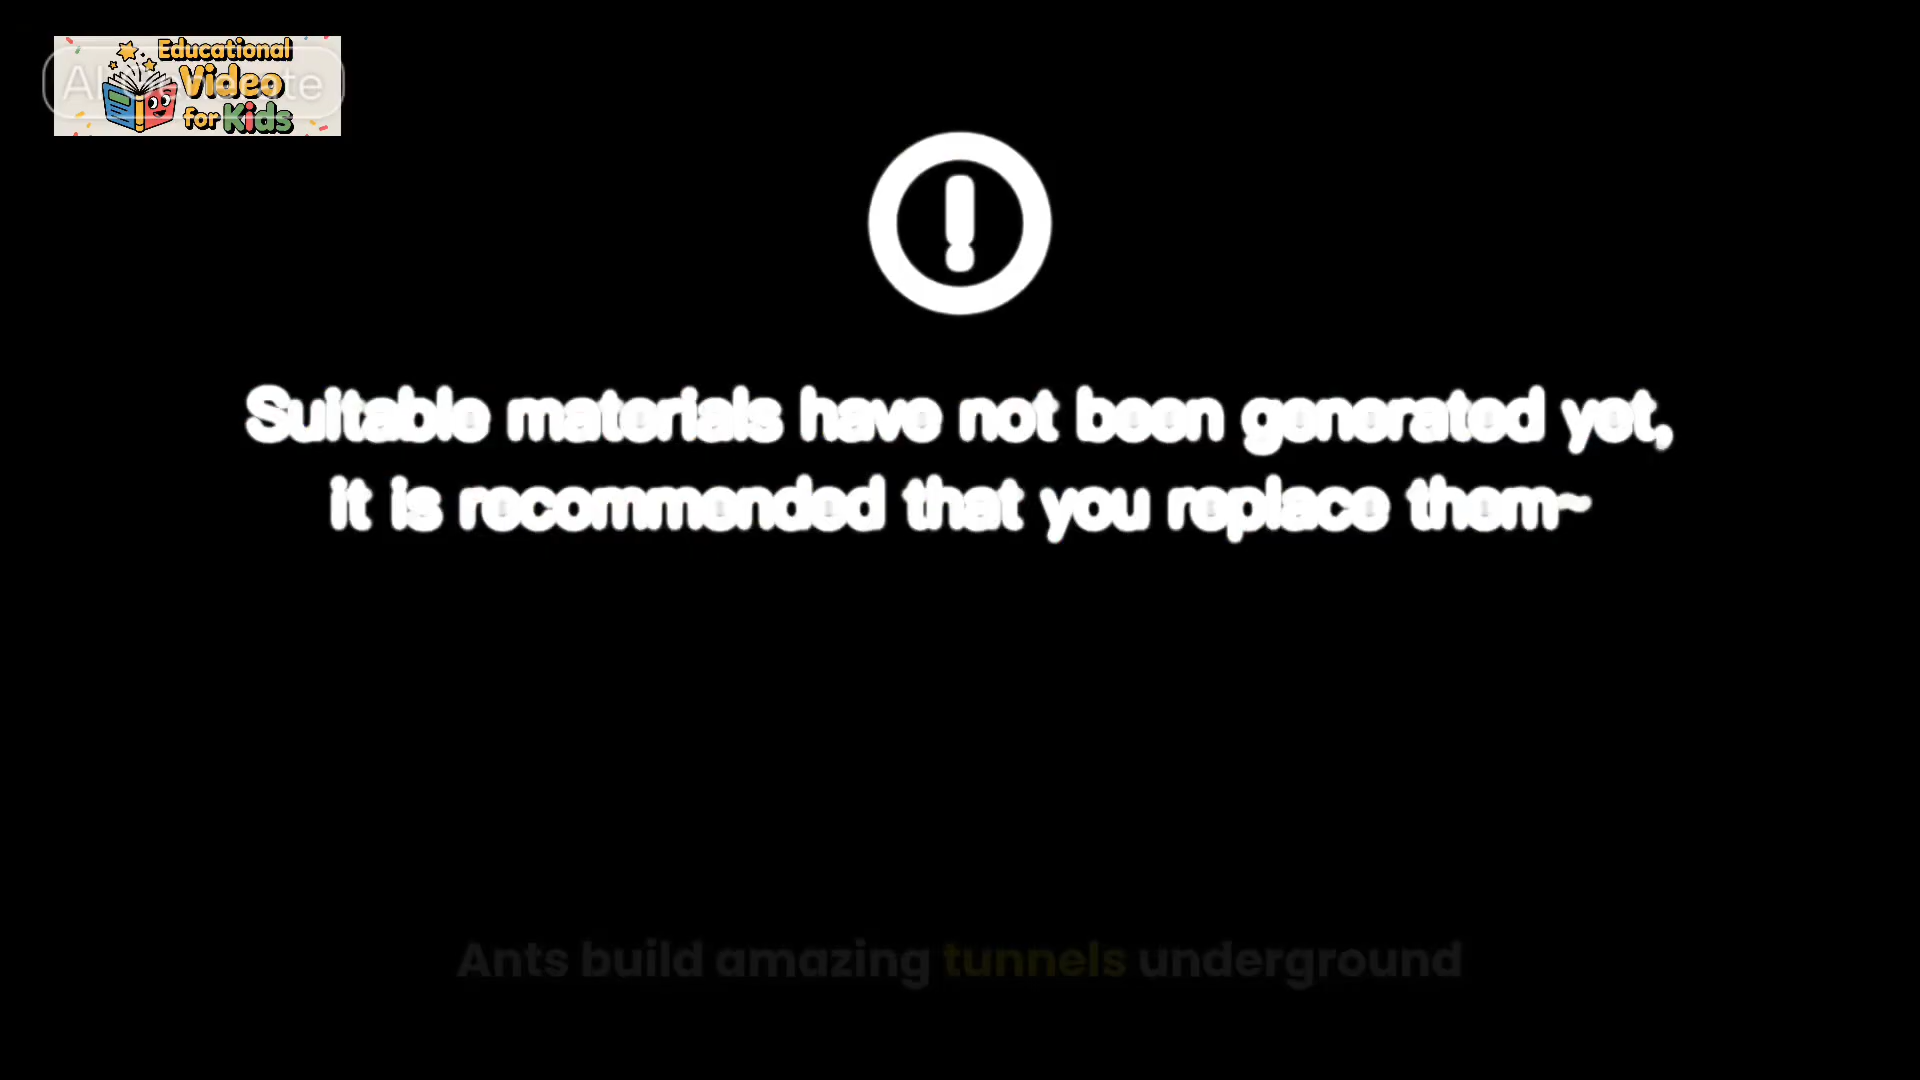 Educational
Video
for Kids
Suitable materials have not been generated yet,
it is recommended that you replace them~
Ants build amazing tunnels underground